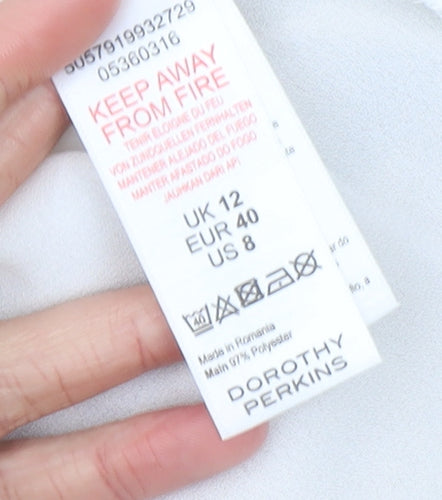 5057919932729
05360316
KEEP AWAY
FROM FIRE
TENIR ELOIGNE DU FEU
VON ZUNDQUELLEN FERNHALTEN
MANTENER ALEJADO DEL FUEGO
MANTER AFASTADO DO FOGO
JAUHKAN DARI API
UK 12
EUR 40
US 8
40
Made in Romania
Main 97% Polyester
DOROTHY
PERKINS